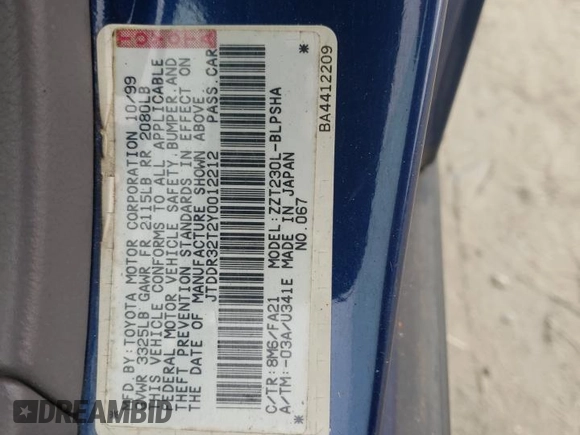 TOYOTA
MFD.BY:TOYOTA MOTOR CORPORATION 10/99
GVWR 3325LB GAWR FR 2115LB RR 2080LB
THIS VEHICLE CONFORMS TO ALL APPLICABLE
FEDERAL MOTOR VEHICLE SAFETY,BUMPER,AND
THEFT PREVENTION STANDARDS IN EFFECT ON
THE DATE OF MANUFACTURE SHOWN ABOVE.
JTDDR32T2Y0012212 PASS.CAR
* *
C/TR:8M6/FA21 MODEL:ZZT230L-BLPSHA
A/TM:-03A/U341E MADE IN JAPAN
NO.067
BA4412209
RIDEAMBID